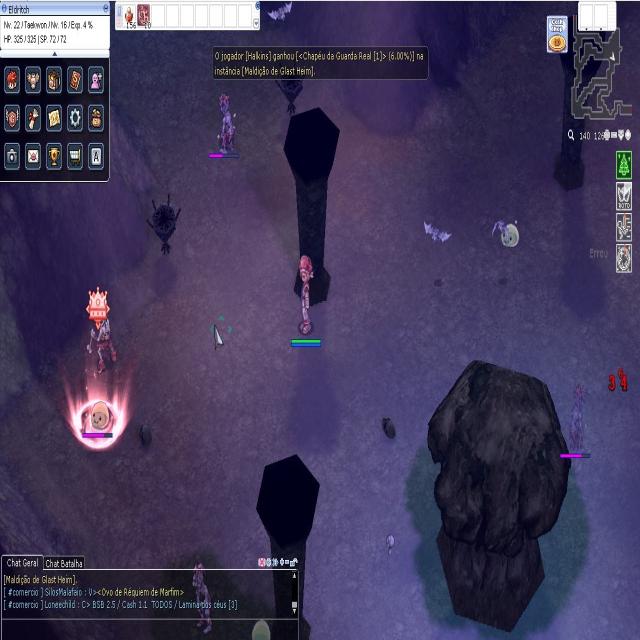 Eldritch
Nv. 22 / Taekwon / Nv. 16 / Exp. 4 %
HP. 325 / 325 | SP. 72 / 72
O jogador [Halkins] ganhou [<Chapéu da Guarda Real [1]> (6.00%)] na
instância [Maldição de Glast Heim].
Erreu
Chat Geral Chat Batalha
[Maldição de Glast Heim].
[ #comercio ] SilosMalafaio : V><Ovo de Réquiem de Marfim>
[ #comercio ] Loneechild : C> BSB 2.5 / Cash 1.1 TODOS / Lamina dos céus [3]